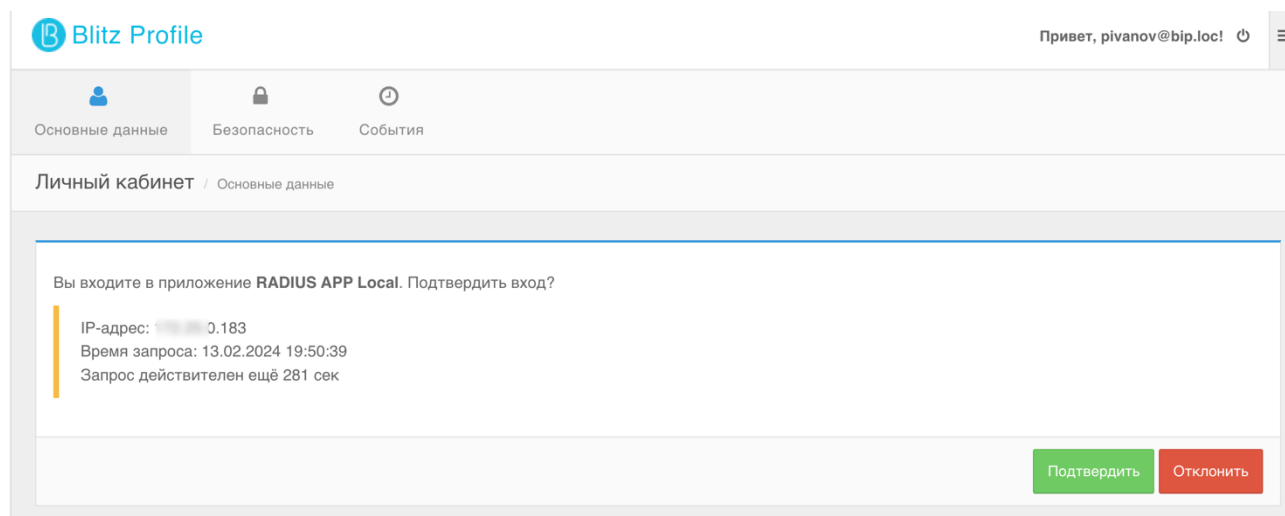 Blitz Profile
Привет, pivanov@bip.loc!
Основные данные
Безопасность
События
Личный кабинет / Основные данные
Вы входите в приложение RADIUS APP Local. Подтвердить вход?
IP-адрес: 0.183
Время запроса: 13.02.2024 19:50:39
Запрос действителен ещё 281 сек
Подтвердить
Отклонить